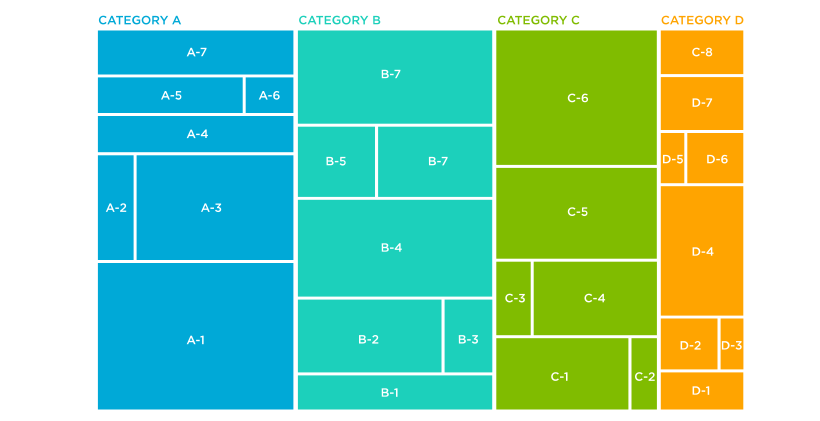 CATEGORY A
A-7
A-5
A-6
A-4
A-2
A-3
A-1
CATEGORY B
B-7
B-5
B-7
B-4
B-2
B-3
B-1
CATEGORY C
C-6
C-5
C-3
C-4
C-1
C-2
CATEGORY D
C-8
D-7
D-5
D-6
D-4
D-2
D-3
D-1